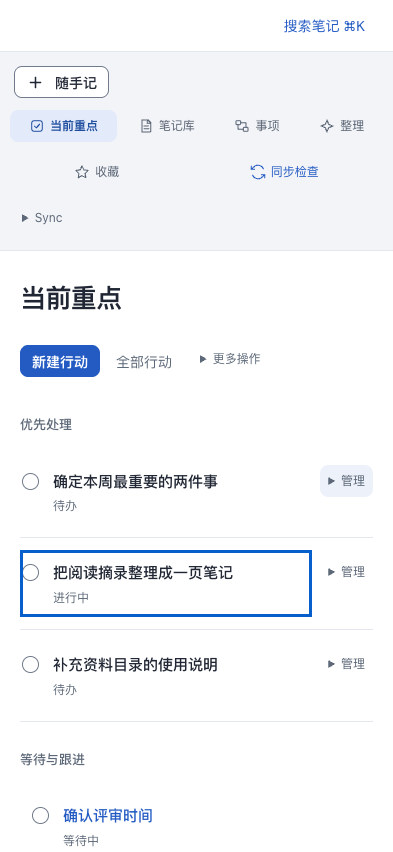 搜索笔记 ⌘K
随手记
当前重点 笔记库 事项 整理
收藏 同步检查
Sync
当前重点
新建行动 全部行动 更多操作
优先处理
确定本周最重要的两件事 管理
待办
把阅读摘录整理成一页笔记 管理
进行中
补充资料目录的使用说明 管理
待办
等待与跟进
确认评审时间
等待中